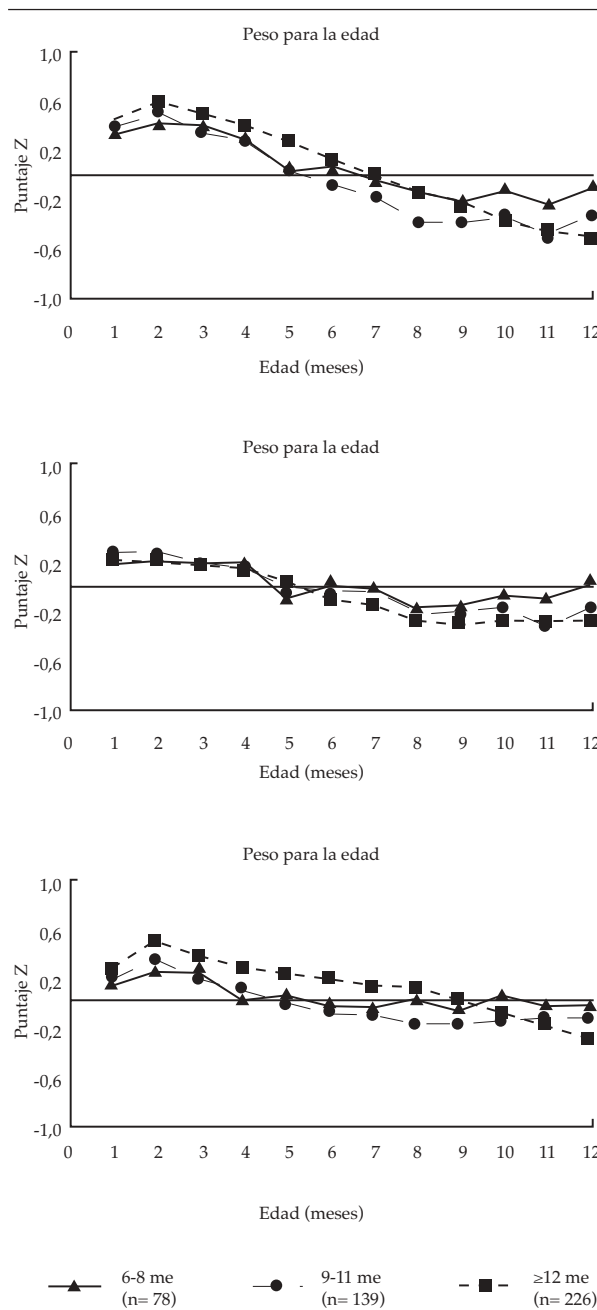 Peso para la edad
1,0
0,6
0,2
-0,2
-0,6
-1,0
Puntaje Z
0 1 2 3 4 5 6 7 8 9 10 11 12
Edad (meses)
Peso para la edad
1,0
0,6
0,2
-0,2
-0,6
-1,0
Puntaje Z
0 1 2 3 4 5 6 7 8 9 10 11 12
Edad (meses)
Peso para la edad
1,0
0,6
0,2
-0,2
-0,6
-1,0
Puntaje Z
0 1 2 3 4 5 6 7 8 9 10 11 12
Edad (meses)
6-8 me 9-11 me ≥12 me
(n= 78) (n= 139) (n= 226)